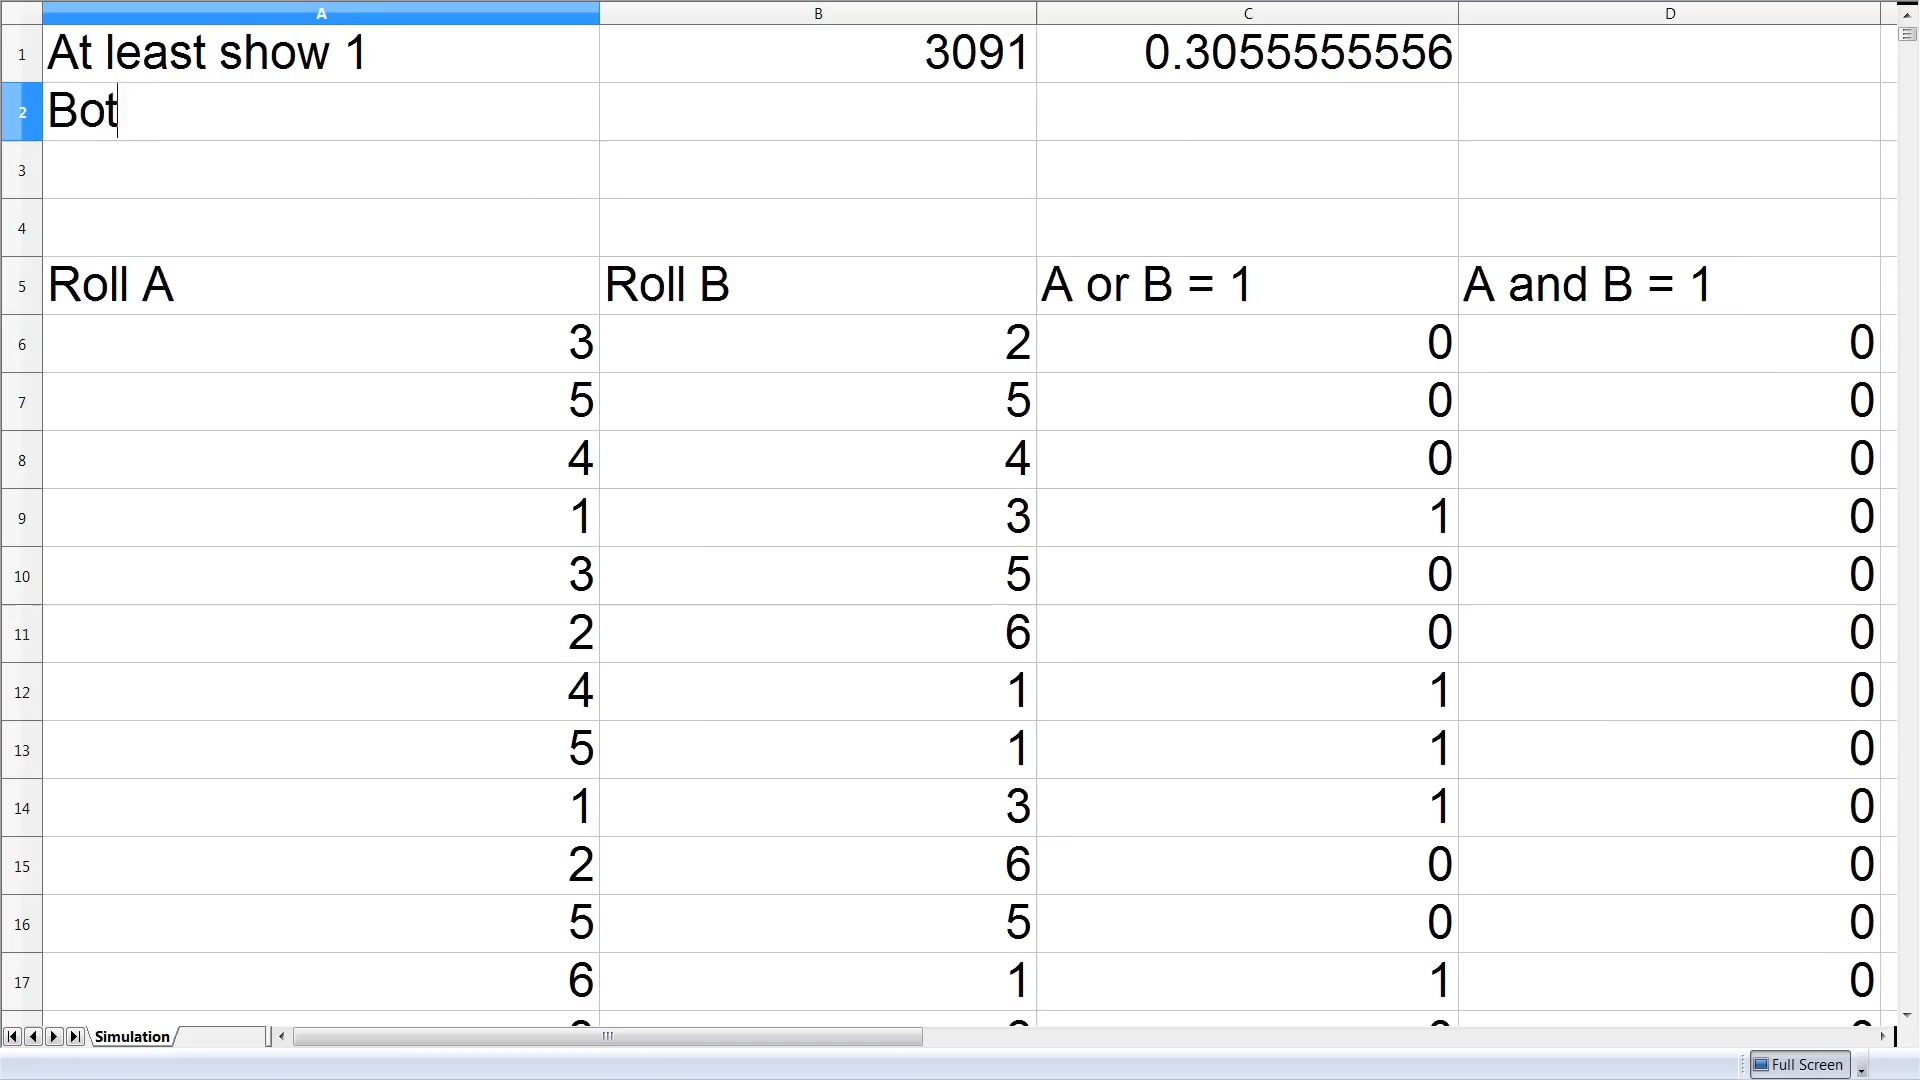 A B C D
1 At least show 1 3091 0.3055555556
2 Bot
3
4
5 Roll A Roll B A or B = 1 A and B = 1
6 3 2 0 0
7 5 5 0 0
8 4 4 0 0
9 1 3 1 0
10 3 5 0 0
11 2 6 0 0
12 4 1 1 0
13 5 1 1 0
14 1 3 1 0
15 2 6 0 0
16 5 5 0 0
17 6 1 1 0
Simulation
Full Screen